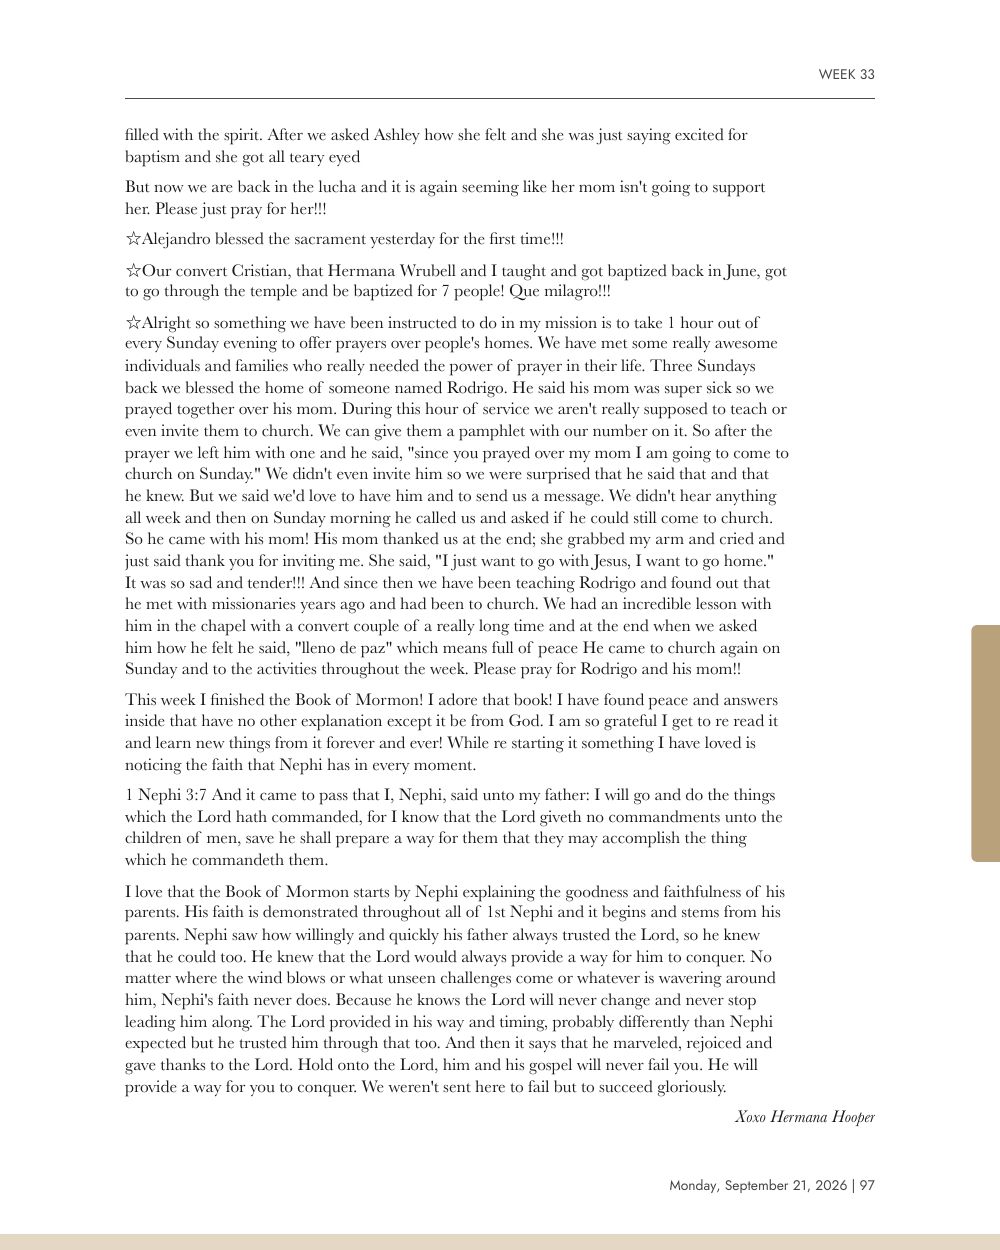 WEEK 33
filled with the spirit. After we asked Ashley how she felt and she was just saying excited for
baptism and she got all teary eyed
But now we are back in the lucha and it is again seeming like her mom isn't going to support
her. Please just pray for her!!!
☆Alejandro blessed the sacrament yesterday for the first time!!!
☆Our convert Cristian, that Hermana Wrubell and I taught and got baptized back in June, got
to go through the temple and be baptized for 7 people! Que milagro!!!
☆Alright so something we have been instructed to do in my mission is to take 1 hour out of
every Sunday evening to offer prayers over people's homes. We have met some really awesome
individuals and families who really needed the power of prayer in their life. Three Sundays
back we blessed the home of someone named Rodrigo. He said his mom was super sick so we
prayed together over his mom. During this hour of service we aren't really supposed to teach or
even invite them to church. We can give them a pamphlet with our number on it. So after the
prayer we left him with one and he said, "since you prayed over my mom I am going to come to
church on Sunday." We didn't even invite him so we were surprised that he said that and that
he knew. But we said we'd love to have him and to send us a message. We didn't hear anything
all week and then on Sunday morning he called us and asked if he could still come to church.
So he came with his mom! His mom thanked us at the end; she grabbed my arm and cried and
just said thank you for inviting me. She said, "I just want to go with Jesus, I want to go home."
It was so sad and tender!!! And since then we have been teaching Rodrigo and found out that
he met with missionaries years ago and had been to church. We had an incredible lesson with
him in the chapel with a convert couple of a really long time and at the end when we asked
him how he felt he said, "lleno de paz" which means full of peace He came to church again on
Sunday and to the activities throughout the week. Please pray for Rodrigo and his mom!!
This week I finished the Book of Mormon! I adore that book! I have found peace and answers
inside that have no other explanation except it be from God. I am so grateful I get to re read it
and learn new things from it forever and ever! While re starting it something I have loved is
noticing the faith that Nephi has in every moment.
1 Nephi 3:7 And it came to pass that I, Nephi, said unto my father: I will go and do the things
which the Lord hath commanded, for I know that the Lord giveth no commandments unto the
children of men, save he shall prepare a way for them that they may accomplish the thing
which he commandeth them.
I love that the Book of Mormon starts by Nephi explaining the goodness and faithfulness of his
parents. His faith is demonstrated throughout all of 1st Nephi and it begins and stems from his
parents. Nephi saw how willingly and quickly his father always trusted the Lord, so he knew
that he could too. He knew that the Lord would always provide a way for him to conquer. No
matter where the wind blows or what unseen challenges come or whatever is wavering around
him, Nephi's faith never does. Because he knows the Lord will never change and never stop
leading him along. The Lord provided in his way and timing, probably differently than Nephi
expected but he trusted him through that too. And then it says that he marveled, rejoiced and
gave thanks to the Lord. Hold onto the Lord, him and his gospel will never fail you. He will
provide a way for you to conquer. We weren't sent here to fail but to succeed gloriously.
Xoxo Hermana Hooper
Monday, September 21, 2026 | 97